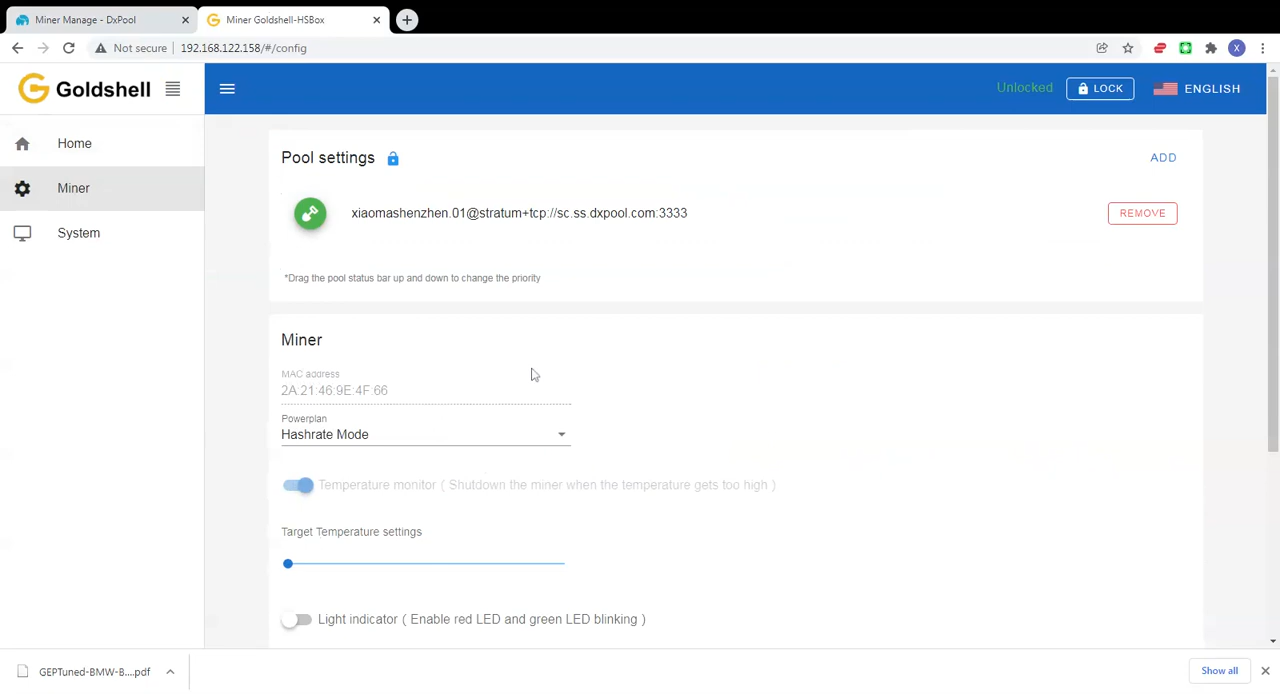 Miner Manage - DxPool
Miner Goldshell-HSBox
Not secure
192.168.122.158/#/config
X
Goldshell
Unlocked
LOCK
ENGLISH
Home
Miner
System
Pool settings
ADD
xiaomashenzhen.01@stratum+tcp://sc.ss.dxpool.com:3333
REMOVE
*Drag the pool status bar up and down to change the priority
Miner
MAC address
2A:21:46:9E:4F:66
Powerplan
Hashrate Mode
Temperature monitor ( Shutdown the miner when the temperature gets too high )
Target Temperature settings
Light indicator ( Enable red LED and green LED blinking )
GEPTuned-BMW-B....pdf
Show all